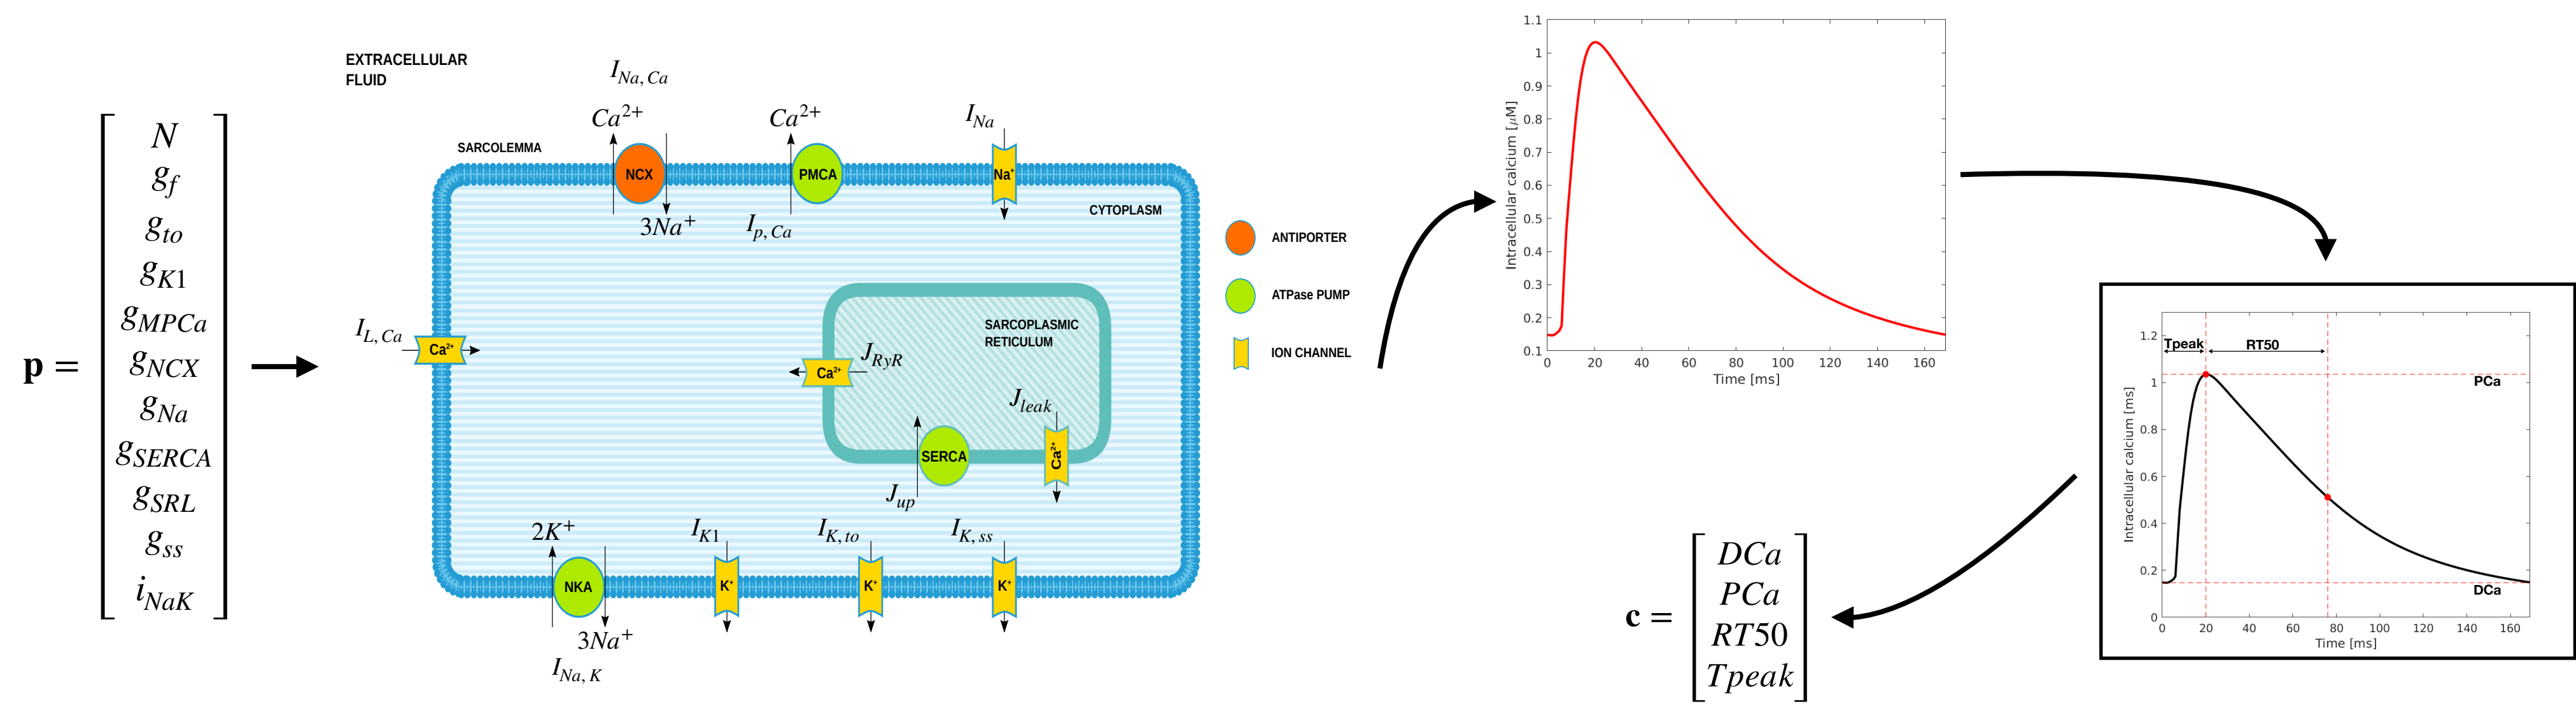 p =
N
g_f
g_to
g_K1
g_MPCa
g_NCX
g_Na
g_SERCA
g_SRL
g_ss
i_NaK
EXTRACELLULAR
FLUID
SARCOLEMMA
I_Na, Ca
Ca²⁺
NCX
3Na⁺
Ca²⁺
PMCA
I_p, Ca
I_Na
Na⁺
CYTOPLASM
I_L, Ca
Ca²⁺
SARCOPLASMIC
RETICULUM
J_RyR
Ca²⁺
J_leak
Ca²⁺
SERCA
J_up
2K⁺
NKA
3Na⁺
I_Na, K
I_K1
K⁺
I_K, to
K⁺
I_K, ss
K⁺
ANTIPORTER
ATPase PUMP
ION CHANNEL
Intracellular calcium [μM]
1.1
1
0.9
0.8
0.7
0.6
0.5
0.4
0.3
0.2
0.1
0 20 40 60 80 100 120 140 160
Time [ms]
Intracellular calcium [ms]
1.2
1
0.8
0.6
0.4
0.2
0
Tpeak RT50
PCa
DCa
0 20 40 60 80 100 120 140 160
Time [ms]
c =
DCa
PCa
RT50
Tpeak